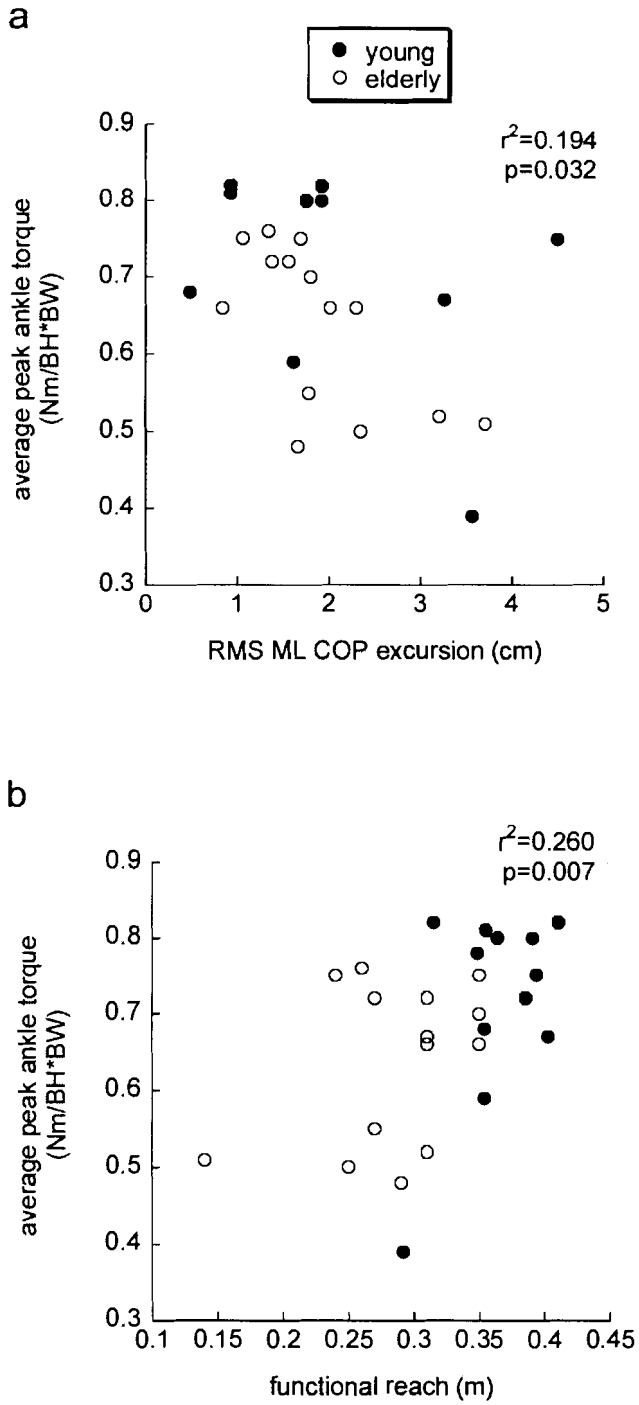 a
young
elderly
r²=0.194
p=0.032
0.9
0.8
0.7
0.6
0.5
0.4
0.3
average peak ankle torque
(Nm/BH*BW)
0 1 2 3 4 5
RMS ML COP excursion (cm)
b
r²=0.260
p=0.007
0.9
0.8
0.7
0.6
0.5
0.4
0.3
average peak ankle torque
(Nm/BH*BW)
0.1 0.15 0.2 0.25 0.3 0.35 0.4 0.45
functional reach (m)